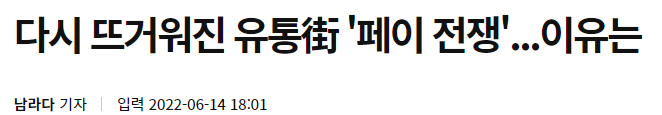 다시 뜨거워진 유통街 '페이 전쟁'...이유는
남라다 기자 | 입력 2022-06-14 18:01